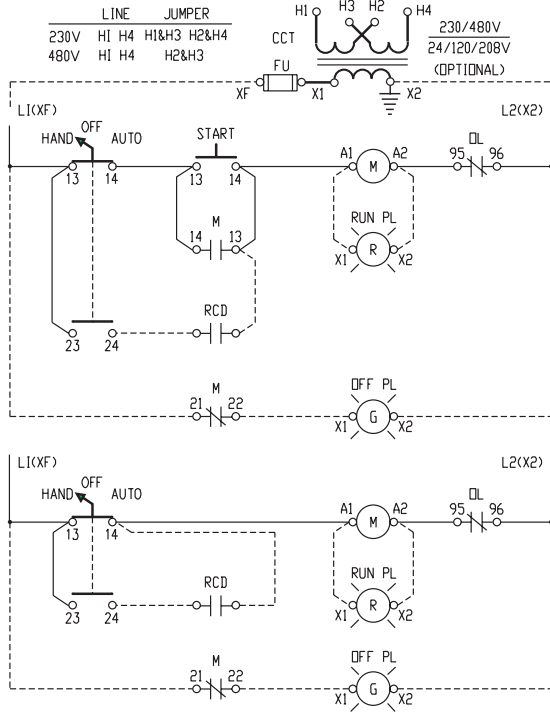 LINE JUMPER
230V HI H4 H1&H3 H2&H4
480V HI H4 H2&H3
H1 H3 H2 H4
CCT
230/480V
24/120/208V
(OPTIONAL)
FU
XF X1 X2
LI(XF) L2(X2)
HAND OFF AUTO
START
13 14 13 14 A1 M A2 OL 95 96
M
14 13
RUN PL
R
X1 X2
RCD
23 24
M
21 22
OFF PL
G
X1 X2
LI(XF) L2(X2)
HAND OFF AUTO
13 14 A1 M A2 OL 95 96
RCD
RUN PL
R
X1 X2
23 24
M
21 22
OFF PL
G
X1 X2